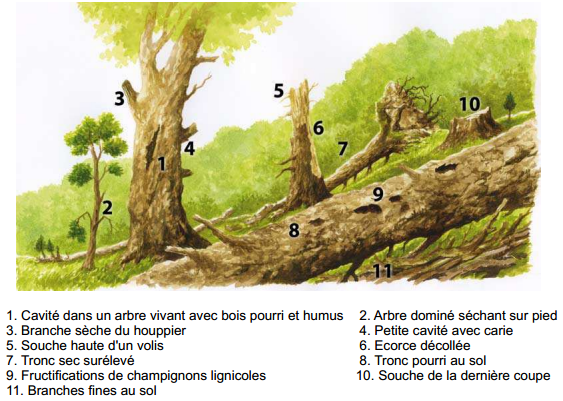 3
5
10
6
4
7
1
9
2
8
11
1. Cavité dans un arbre vivant avec bois pourri et humus
2. Arbre dominé séchant sur pied
3. Branche sèche du houppier
4. Petite cavité avec carie
5. Souche haute d'un volis
6. Ecorce décollée
7. Tronc sec surélevé
8. Tronc pourri au sol
9. Fructifications de champignons lignicoles
10. Souche de la dernière coupe
11. Branches fines au sol